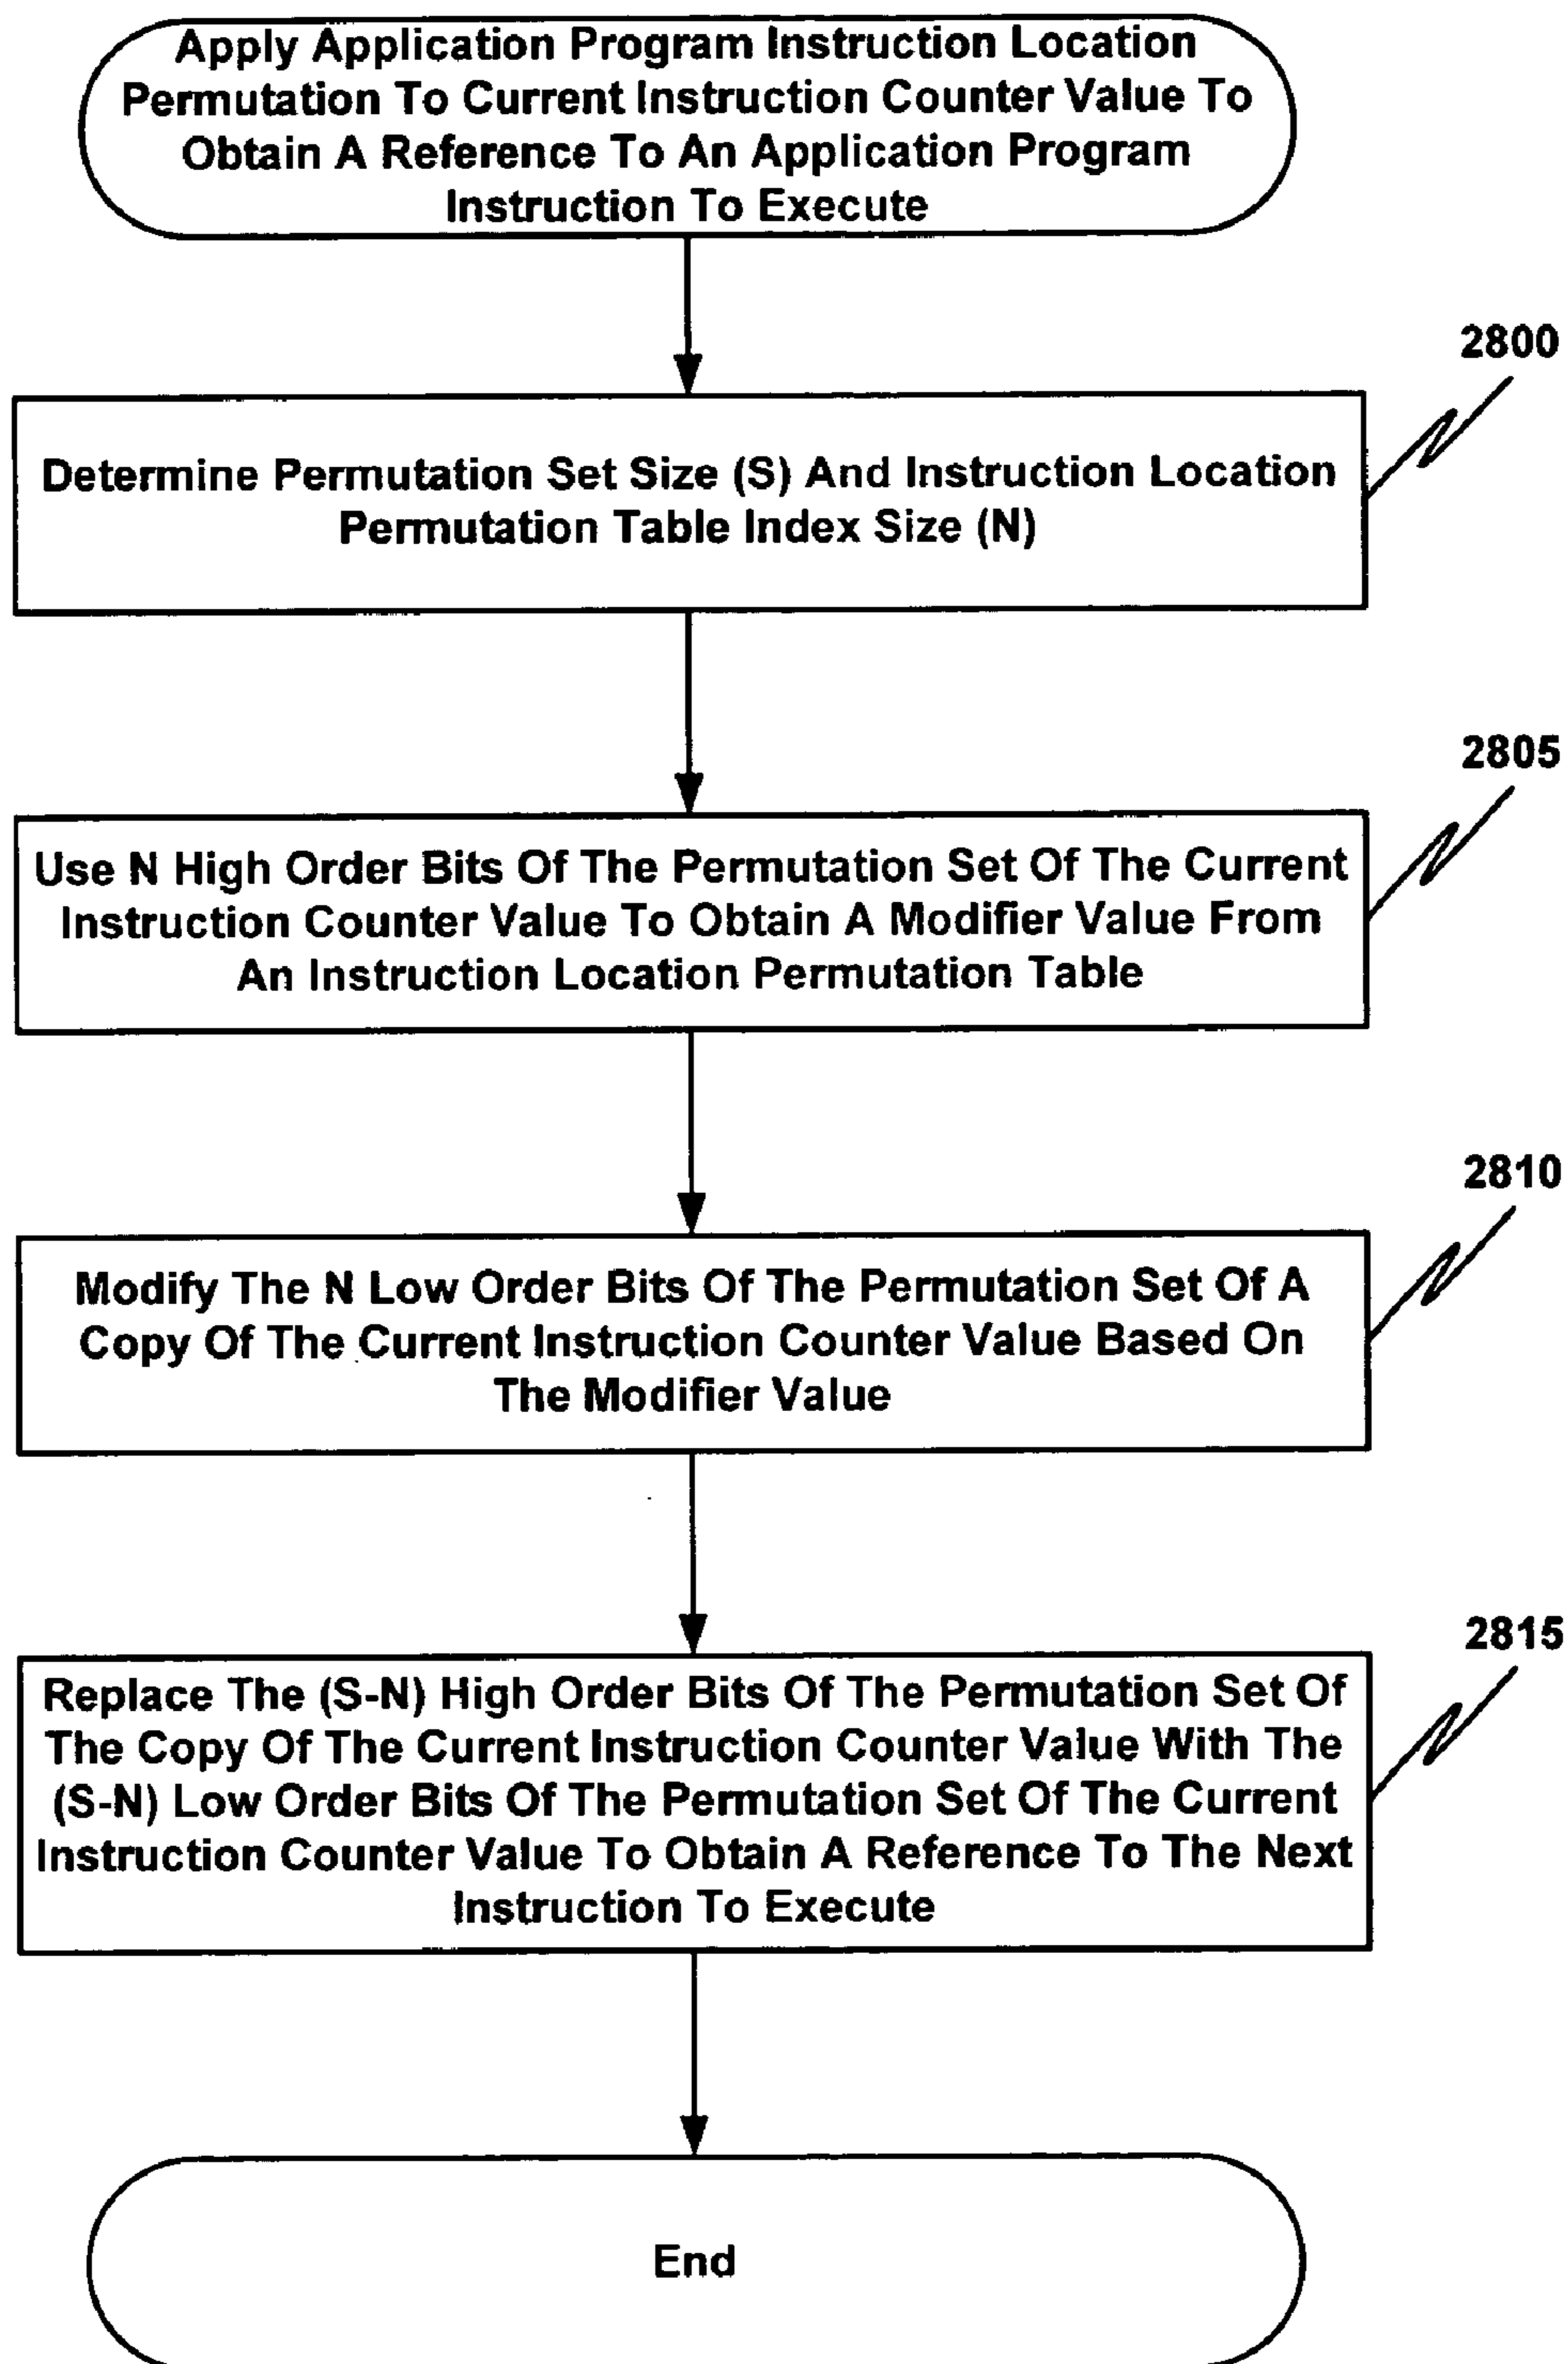 Apply Application Program Instruction Location
Permutation To Current Instruction Counter Value To
Obtain A Reference To An Application Program
Instruction To Execute
2800
Determine Permutation Set Size (S) And Instruction Location
Permutation Table Index Size (N)
2805
Use N High Order Bits Of The Permutation Set Of The Current
Instruction Counter Value To Obtain A Modifier Value From
An Instruction Location Permutation Table
2810
Modify The N Low Order Bits Of The Permutation Set Of A
Copy Of The Current Instruction Counter Value Based On
The Modifier Value
2815
Replace The (S-N) High Order Bits Of The Permutation Set Of
The Copy Of The Current Instruction Counter Value With The
(S-N) Low Order Bits Of The Permutation Set Of The Current
Instruction Counter Value To Obtain A Reference To The Next
Instruction To Execute
End